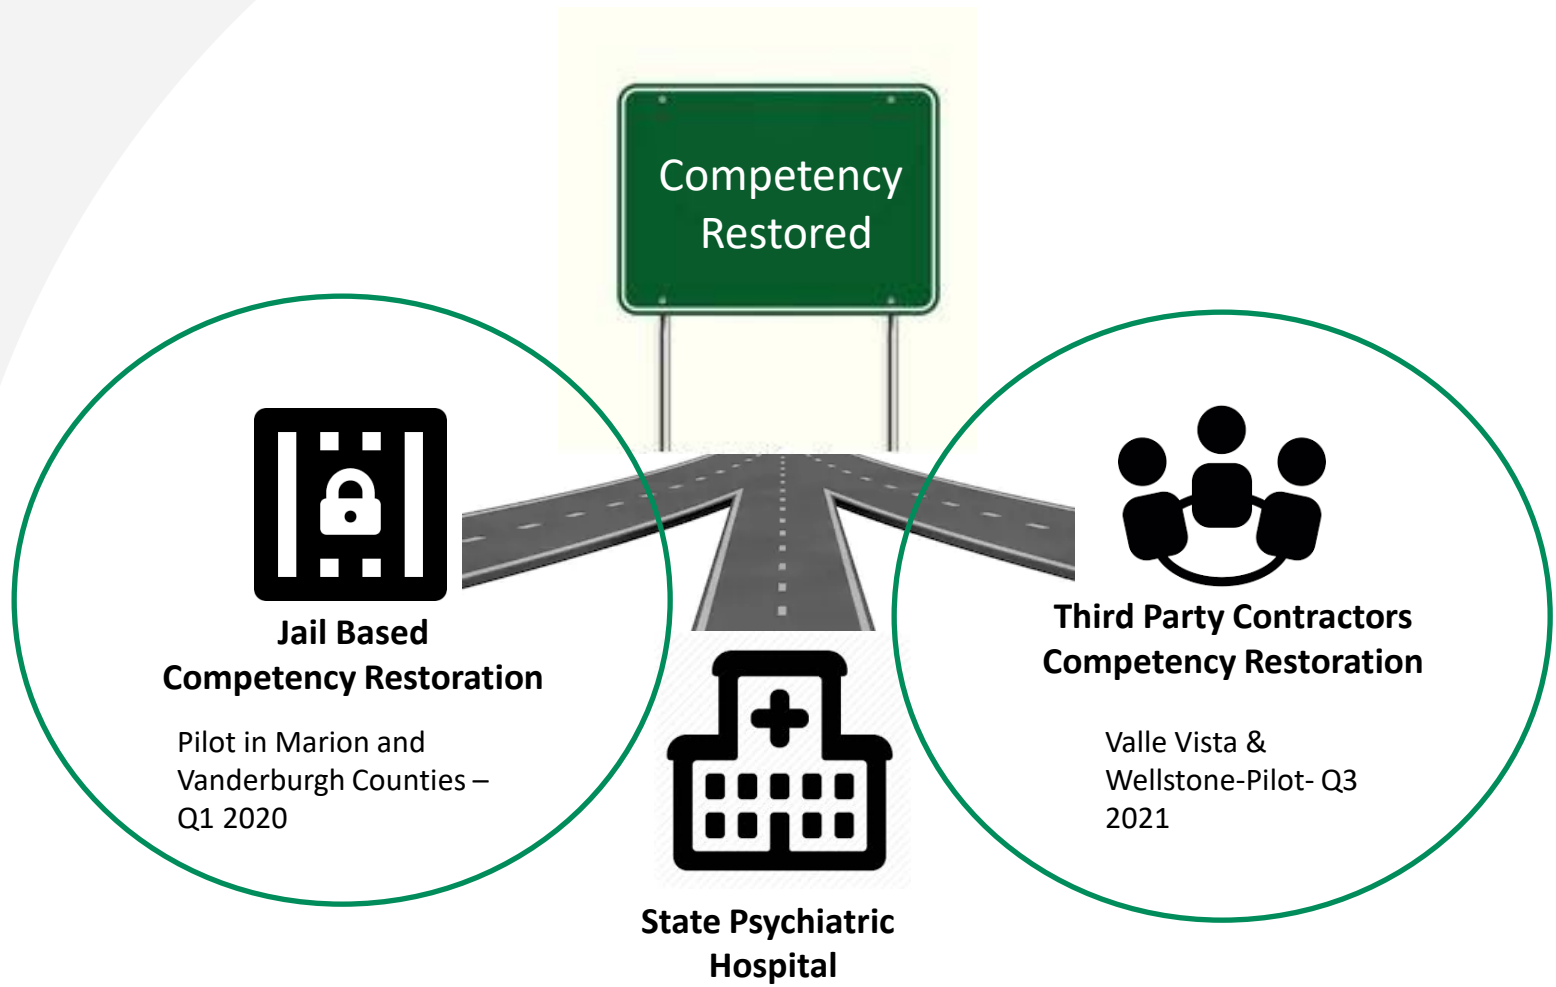 Competency
Restored
Jail Based
Competency Restoration
Pilot in Marion and
Vanderburgh Counties –
Q1 2020
State Psychiatric
Hospital
Third Party Contractors
Competency Restoration
Valle Vista &
Wellstone-Pilot- Q3
2021